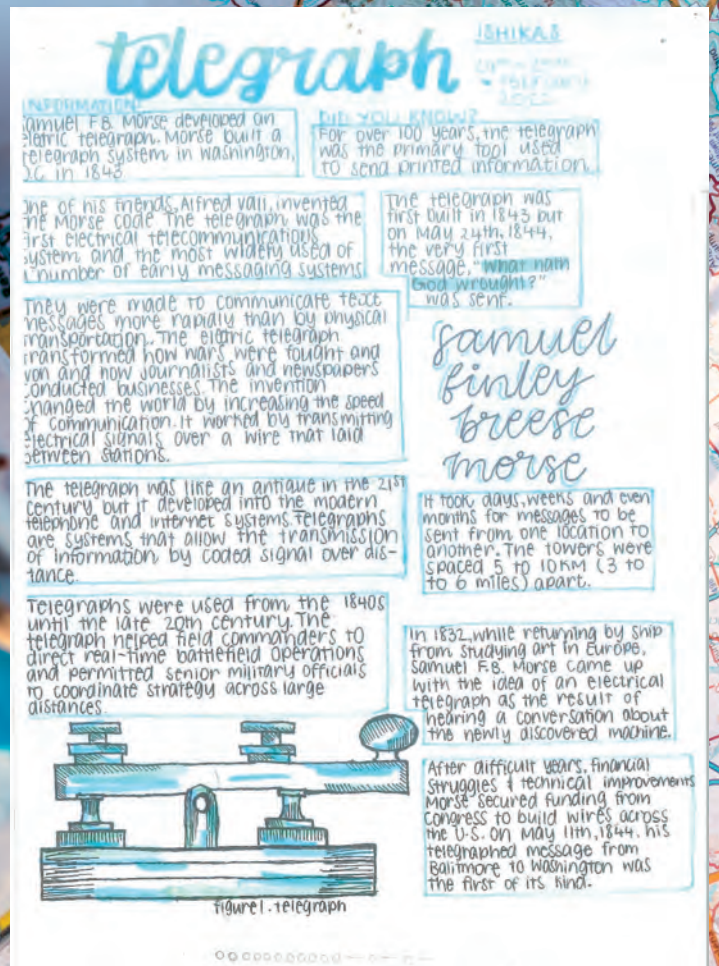 telegraph
ISHIKA S
2022
INFORMATION:
Samuel F.B. Morse developed an
eletric telegraph. Morse built a
telegraph system in Washington,
DC in 1843
DID YOU KNOW?
For over 100 years, the telegraph
was the primary tool used
to send printed information.
One of his friends, Alfred Vail, invented
the Morse code The telegraph was the
first electrical telecommunications
system and the most widely used of
a number of early messaging systems
The telegraph was
first built in 1843 but
on May 24th, 1844,
the very first
message, "What hath
God wrought?"
was sent.
They were made to communicate text
messages more rapidly than by physical
transportation. The eletric telegraph
transformed how wars were fought and
won and how journalists and newspapers
conducted businesses. The invention
changed the world by increasing the speed
of communication. It worked by transmitting
electrical signals over a wire that laid
between stations.
samuel
finley
breese
morse
The telegraph was like an antique in the 21st
century but it developed into the modern
telephone and internet systems. Telegraphs
are systems that allow the transmission
of information by coded signal over dis-
tance.
It took days, weeks and even
months for messages to be
sent from one location to
another. The towers were
spaced 5 to 10 KM (3 to
to 6 miles) apart.
Telegraphs were used from the 1840s
until the late 20th century. The
telegraph helped field commanders to
direct real-time battlefield operations
and permitted senior military officials
to coordinate strategy across large
distances.
In 1832, while returning by ship
from studying art in Europe,
Samuel F.B. Morse came up
with the idea of an electrical
telegraph as the result of
hearing a conversation about
the newly discovered machine.
After difficult years, financial
struggles & technical improvements
Morse secured funding from
Congress to build wires across
the U.S. on May 11th, 1844. his
telegraphed message from
Baltimore to Washington was
the first of its kind.
figure 1. telegraph